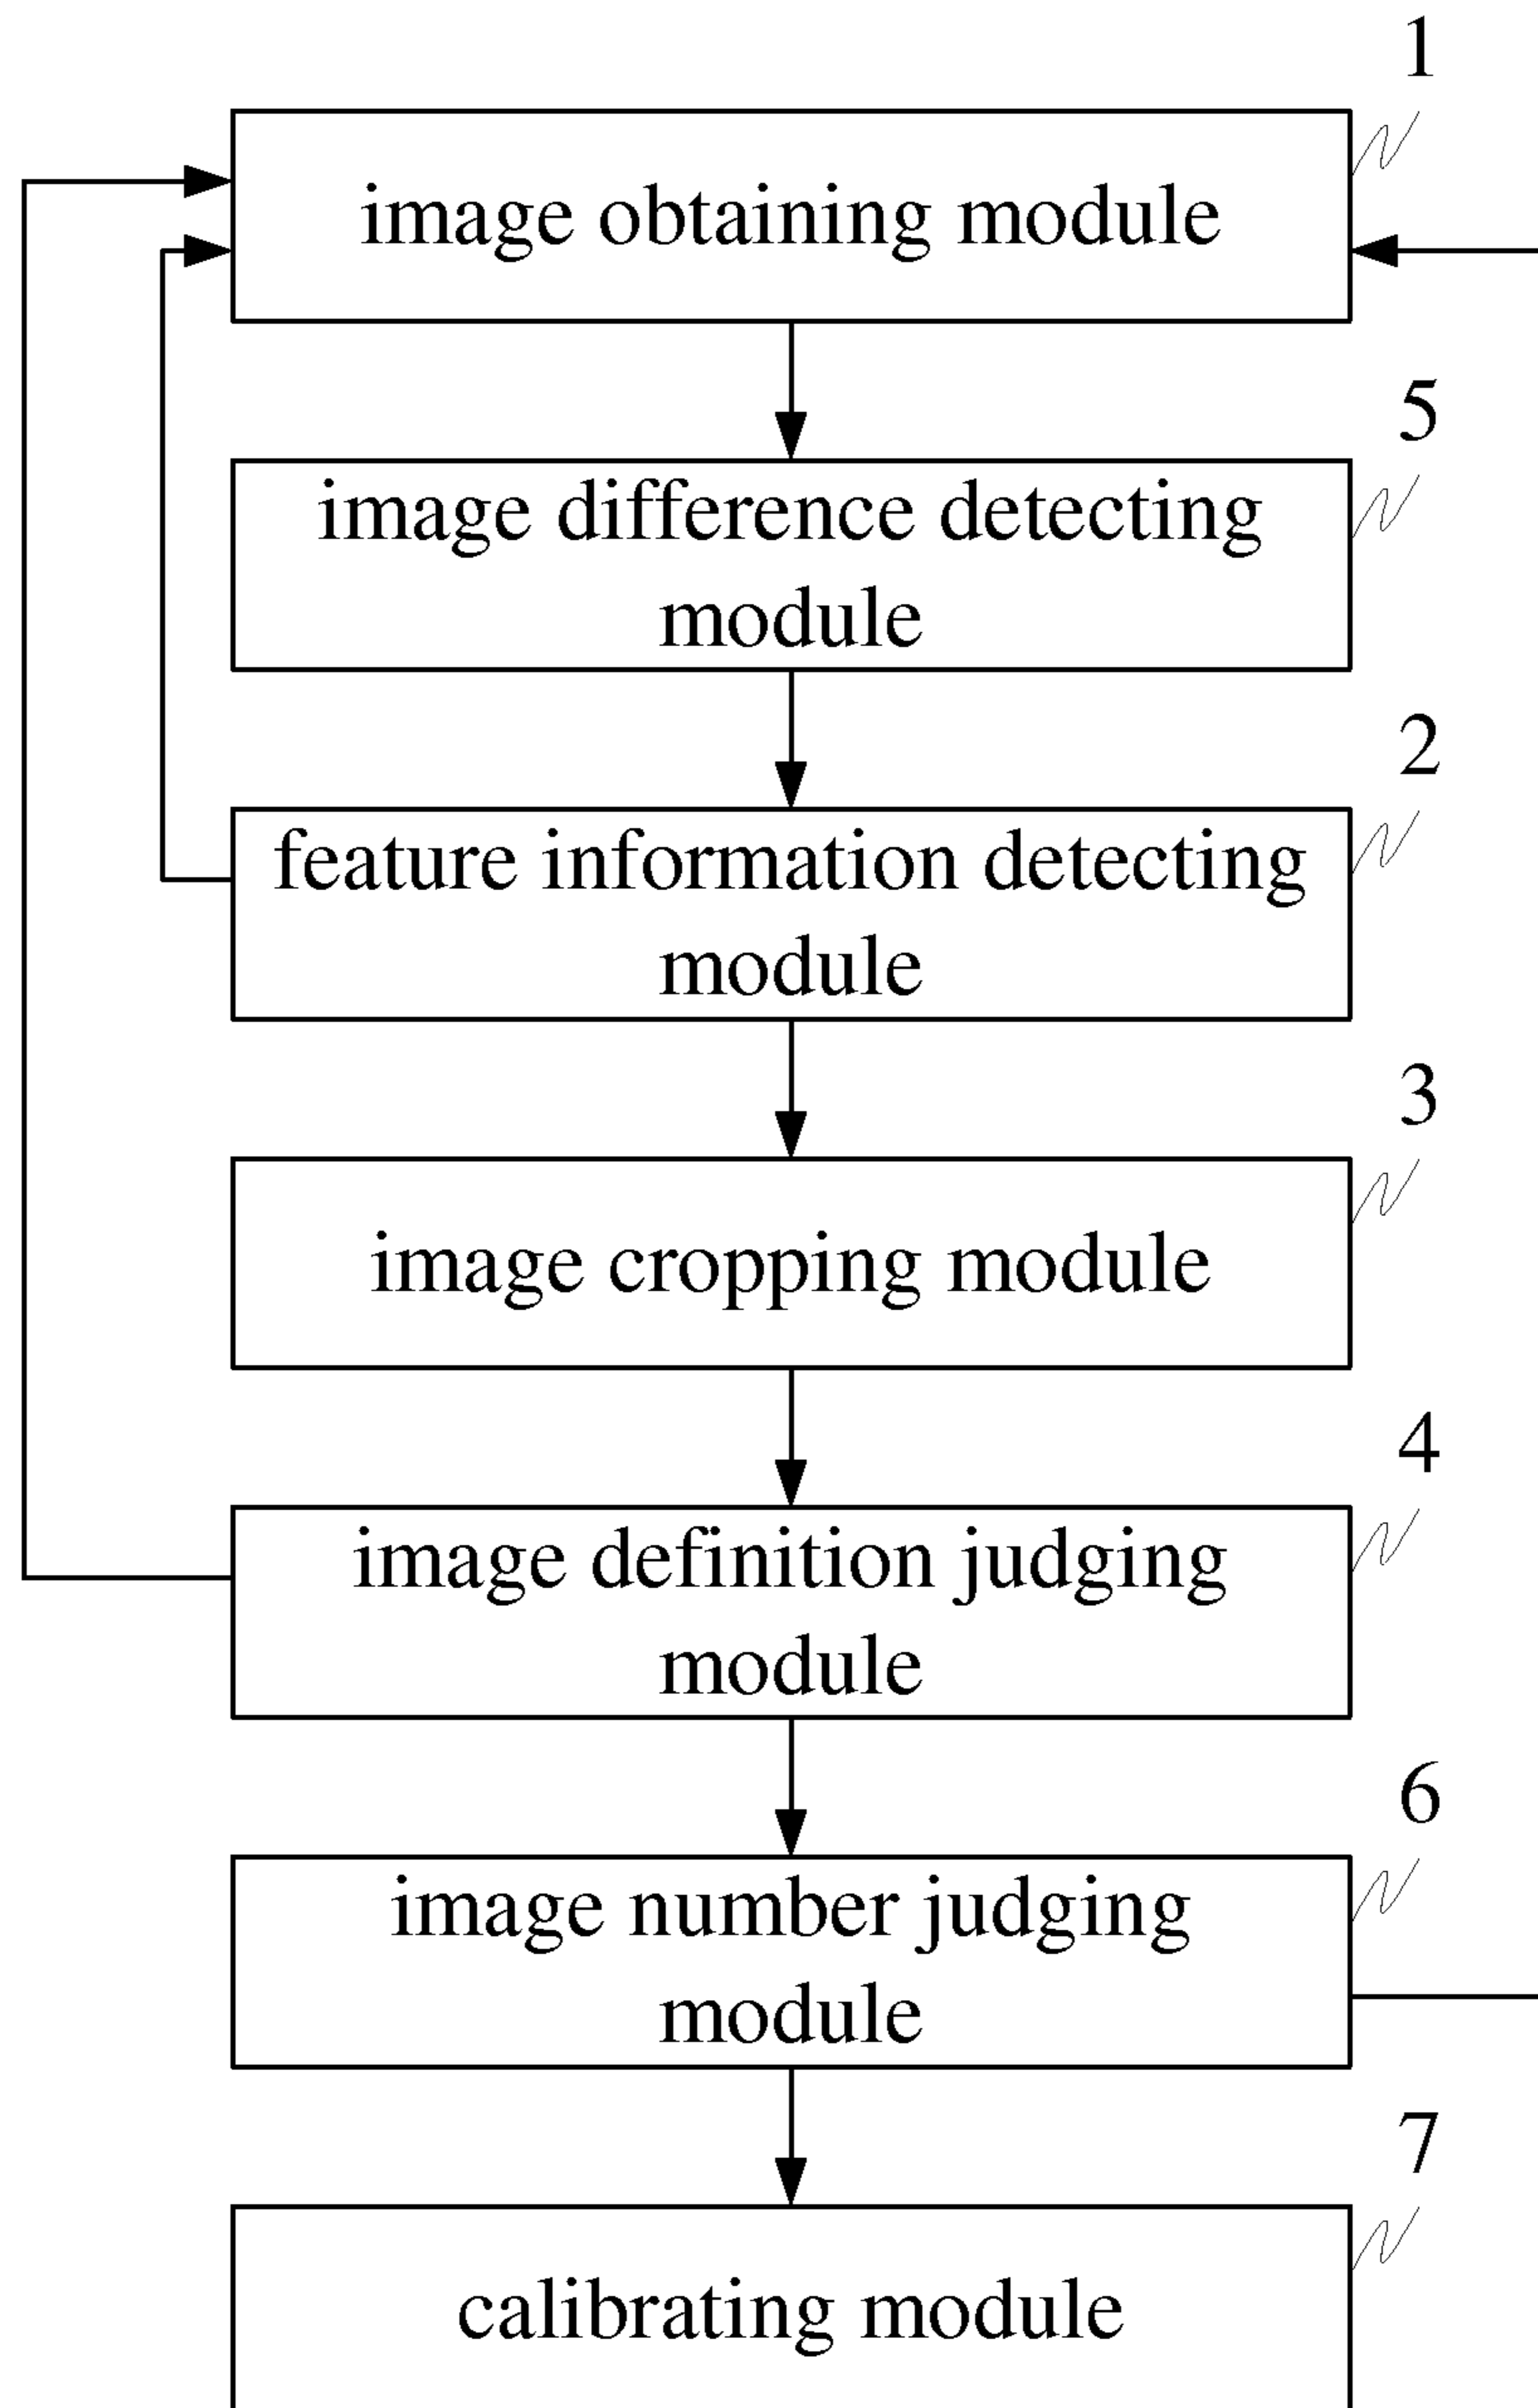 1
image obtaining module
5
image difference detecting
module
2
feature information detecting
module
3
image cropping module
4
image definition judging
module
6
image number judging
module
7
calibrating module